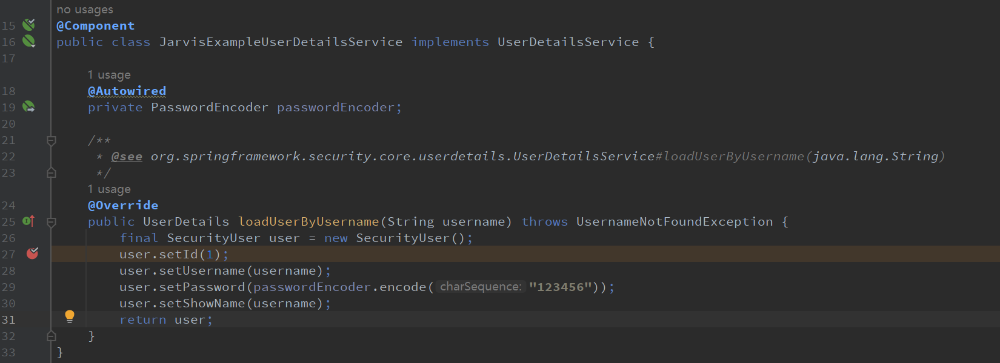 no usages
15 @Component
16 public class JarvisExampleUserDetailsService implements UserDetailsService {
17
1 usage
18 @Autowired
19 private PasswordEncoder passwordEncoder;
20
21 /**
22 * @see org.springframework.security.core.userdetails.UserDetailsService#loadUserByUsername(java.lang.String)
23 */
1 usage
24 @Override
25 public UserDetails loadUserByUsername(String username) throws UsernameNotFoundException {
26 final SecurityUser user = new SecurityUser();
27 user.setId(1);
28 user.setUsername(username);
29 user.setPassword(passwordEncoder.encode( charSequence: "123456"));
30 user.setShowName(username);
31 return user;
32 }
33 }